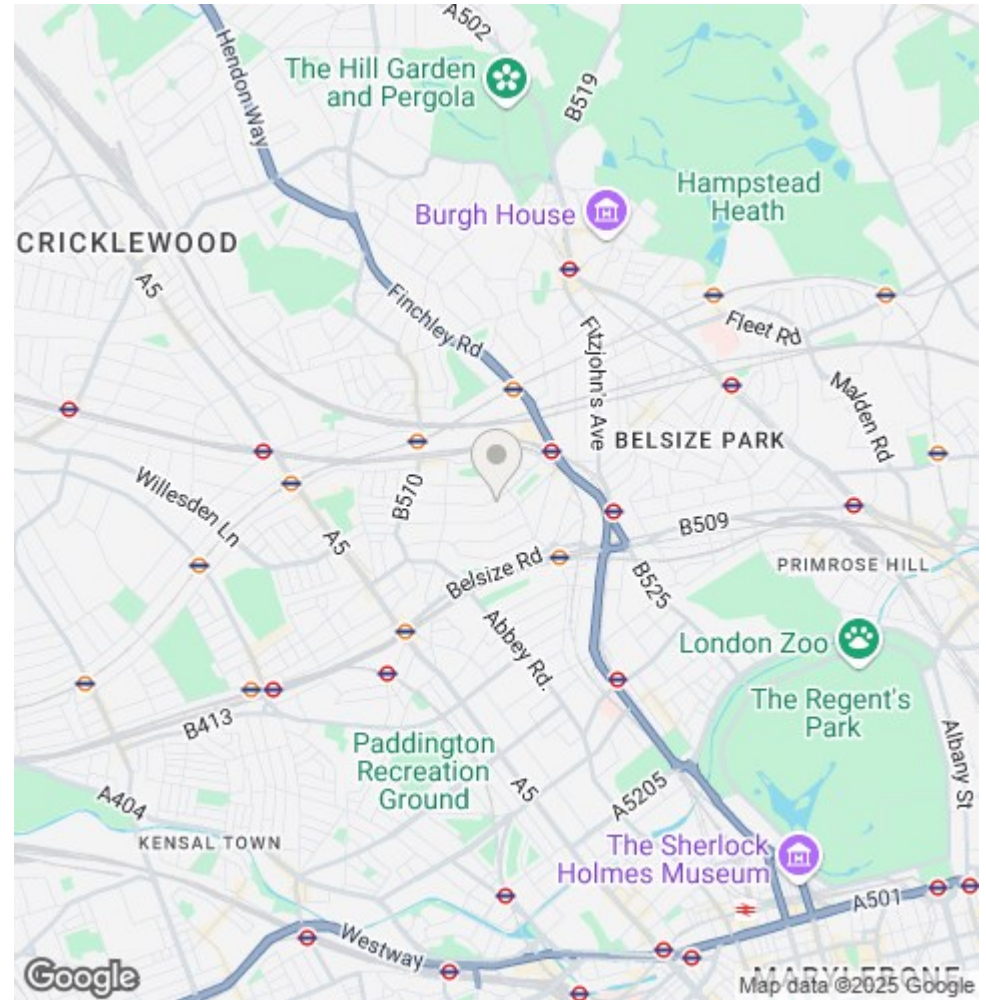 A502
Hendon Way
The Hill Garden
and Pergola
B519
Hampstead
Heath
Burgh House
CRICKLEWOOD
A5
Finchley Rd
Fitzjohn's Ave
Fleet Rd
Malden Rd
BELSIZE PARK
Willesden Ln
B510
A5
B509
Belsize Rd
B525
PRIMROSE HILL
Abbey Rd.
London Zoo
The Regent's
Park
B413
Albany St
Paddington
Recreation
Ground
A5
A5205
A404
KENSAL TOWN
The Sherlock
Holmes Museum
A501
Westway
MARYLEBONE
Google
Map data ©2025 Google